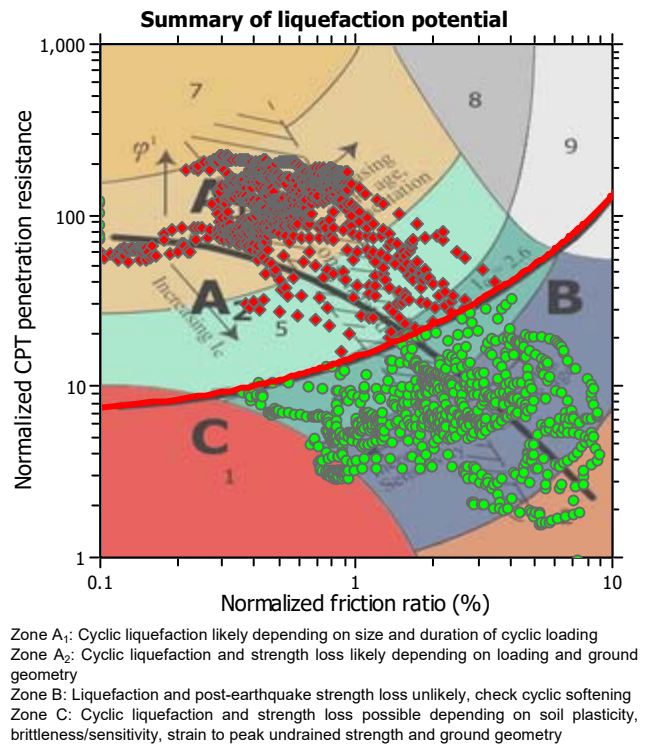 Summary of liquefaction potential
1,000
100
10
1
Normalized CPT penetration resistance
7
8
9
φ'
A
A2
B
5
C
1
Increasing Ic
2.6
0.1
1
10
Normalized friction ratio (%)
Zone A1: Cyclic liquefaction likely depending on size and duration of cyclic loading
Zone A2: Cyclic liquefaction and strength loss likely depending on loading and ground
geometry
Zone B: Liquefaction and post-earthquake strength loss unlikely, check cyclic softening
Zone C: Cyclic liquefaction and strength loss possible depending on soil plasticity,
brittleness/sensitivity, strain to peak undrained strength and ground geometry